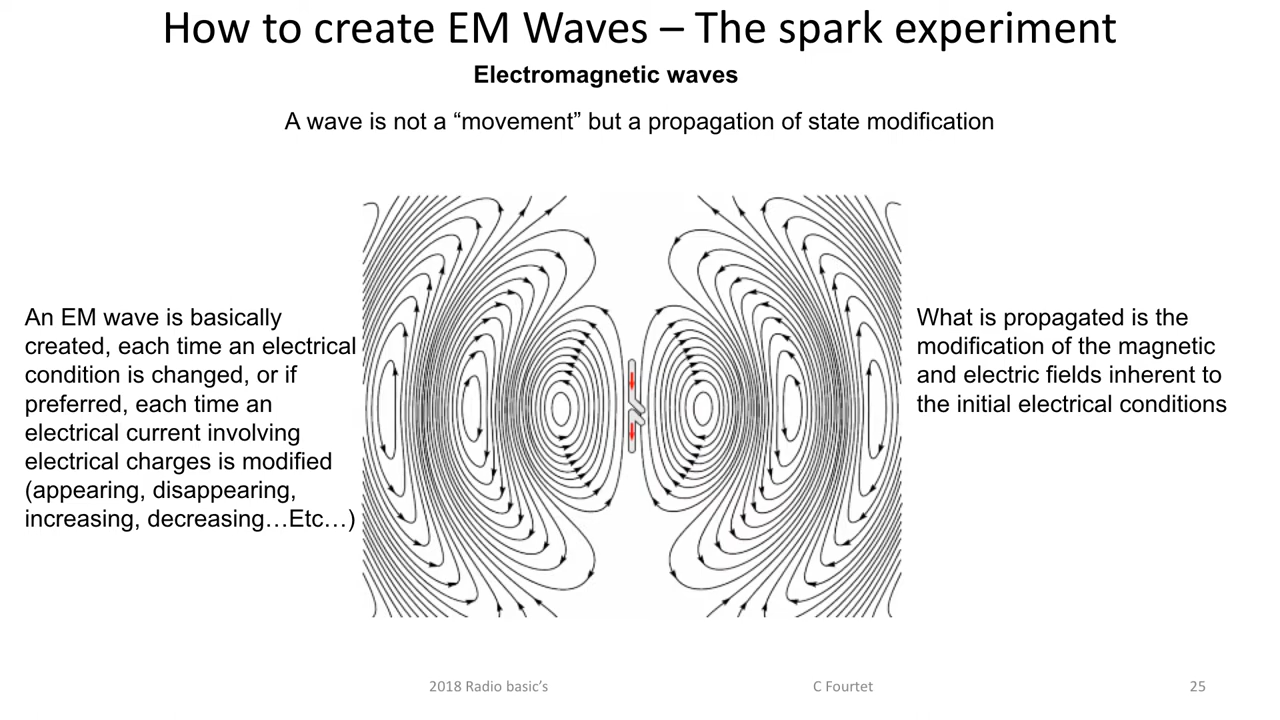 How to create EM Waves – The spark experiment
Electromagnetic waves
A wave is not a “movement” but a propagation of state modification
An EM wave is basically
created, each time an electrical
condition is changed, or if
preferred, each time an
electrical current involving
electrical charges is modified
(appearing, disappearing,
increasing, decreasing…Etc…)
What is propagated is the
modification of the magnetic
and electric fields inherent to
the initial electrical conditions
2018 Radio basic’s
C Fourtet
25